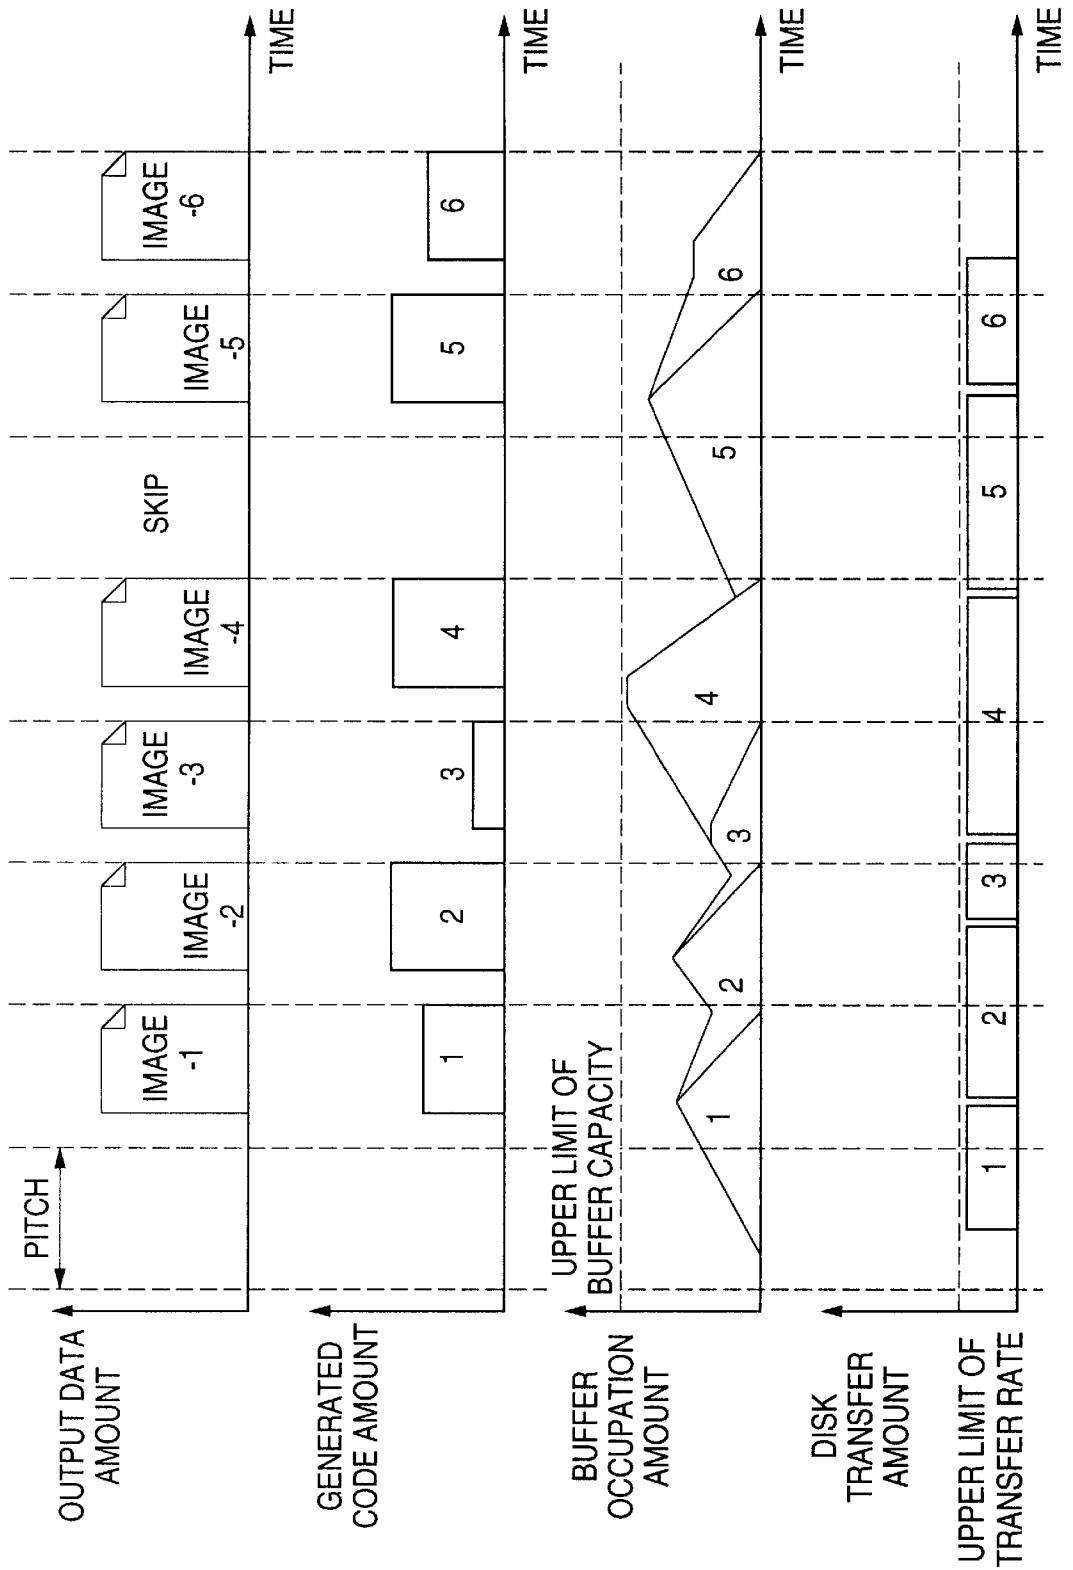 OUTPUT DATA
AMOUNT
PITCH
IMAGE
-1
IMAGE
-2
IMAGE
-3
IMAGE
-4
SKIP
IMAGE
-5
IMAGE
-6
TIME
GENERATED
CODE AMOUNT
1
2
3
4
5
6
TIME
BUFFER
OCCUPATION
AMOUNT
UPPER LIMIT OF
BUFFER CAPACITY
1
2
3
4
5
6
TIME
DISK
TRANSFER
AMOUNT
UPPER LIMIT OF
TRANSFER RATE
1
2
3
4
5
6
TIME